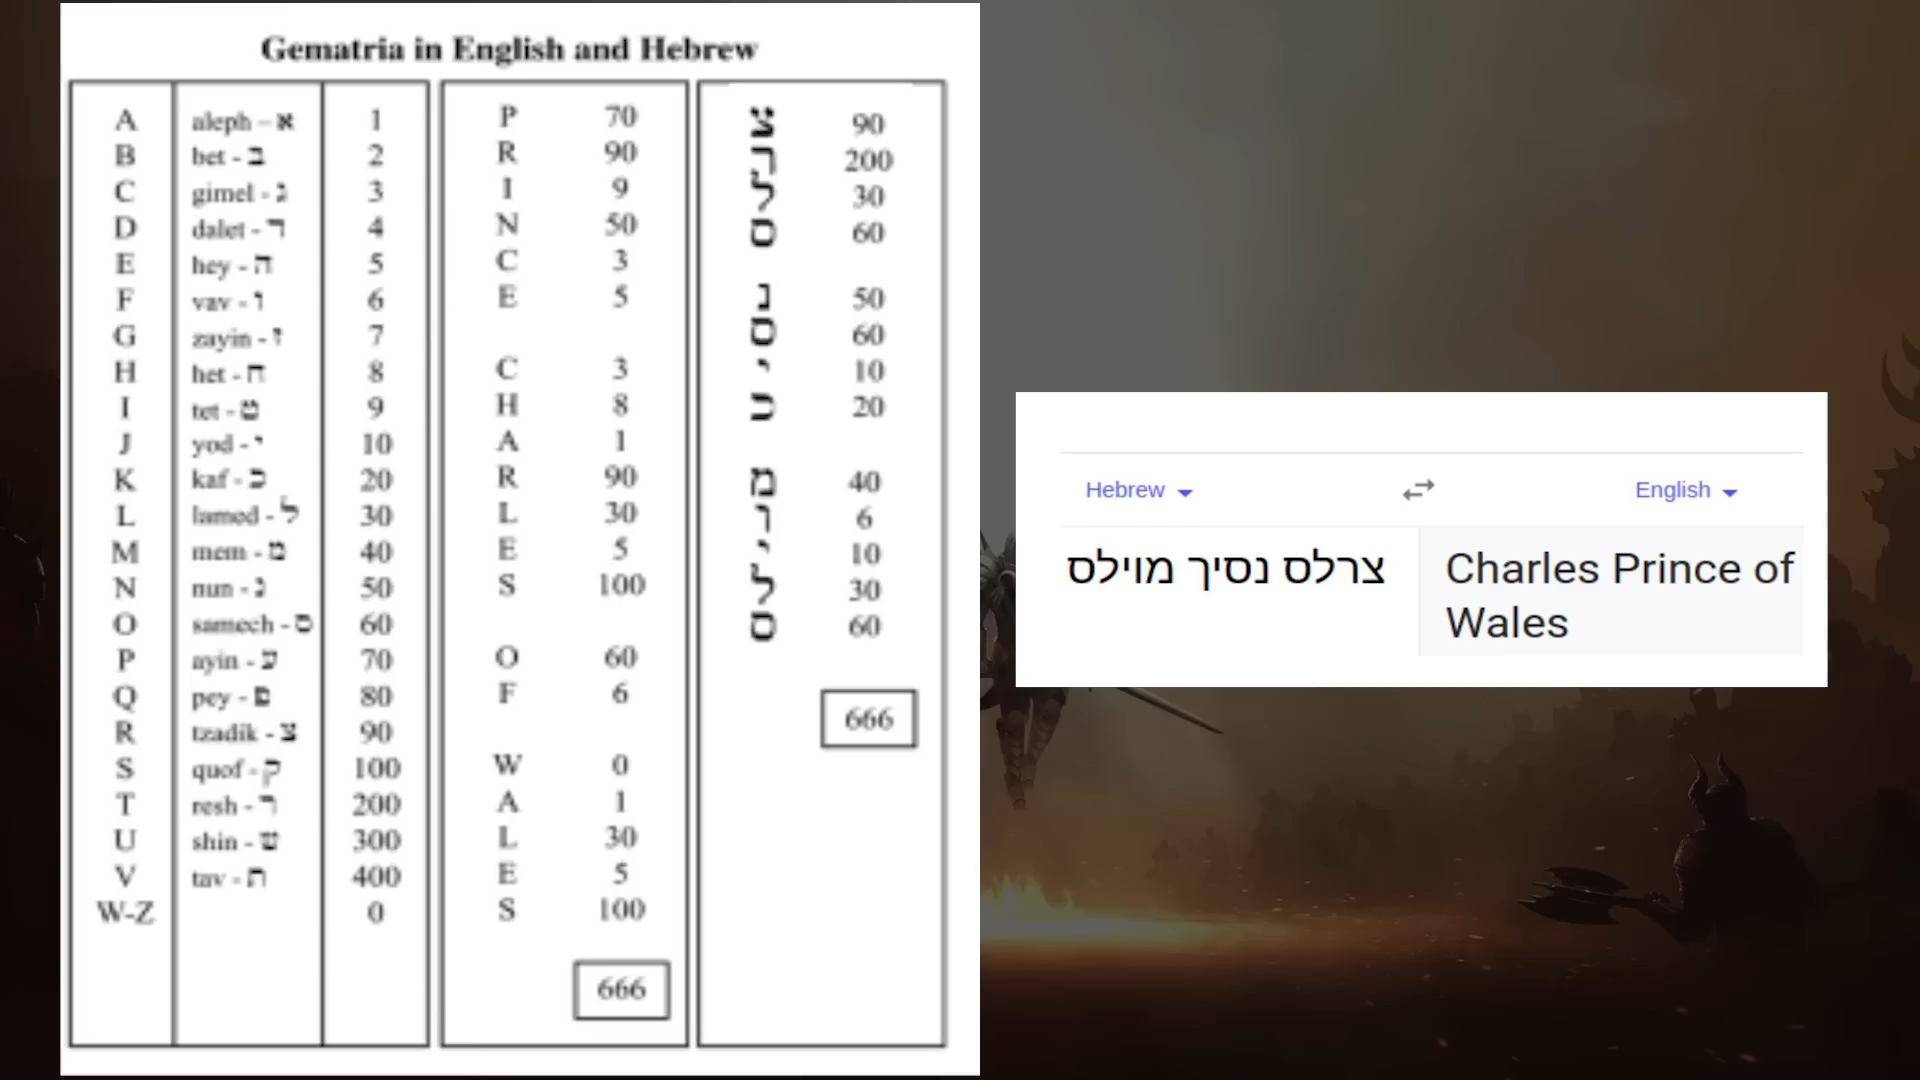 Gematria in English and Hebrew
A aleph - א 1
B bet - ב 2
C gimel - ג 3
D dalet - ד 4
E hey - ה 5
F vav - ו 6
G zayin - ז 7
H het - ח 8
I tet - ט 9
J yod - י 10
K kaf - כ 20
L lamed - ל 30
M mem - מ 40
N nun - נ 50
O samech - ס 60
P ayin - ע 70
Q pey - פ 80
R tzadik - צ 90
S quof - ק 100
T resh - ר 200
U shin - ש 300
V tav - ת 400
W-Z 0
P 70
R 90
I 9
N 50
C 3
E 5
C 3
H 8
A 1
R 90
L 30
E 5
S 100
O 60
F 6
W 0
A 1
L 30
E 5
S 100
666
צ 90
ר 200
ל 30
ס 60
נ 50
ס 60
י 10
20
מ 40
ו 6
י 10
ל 30
ס 60
666
Hebrew English
צרלס נסיך מוילס
Charles Prince of
Wales